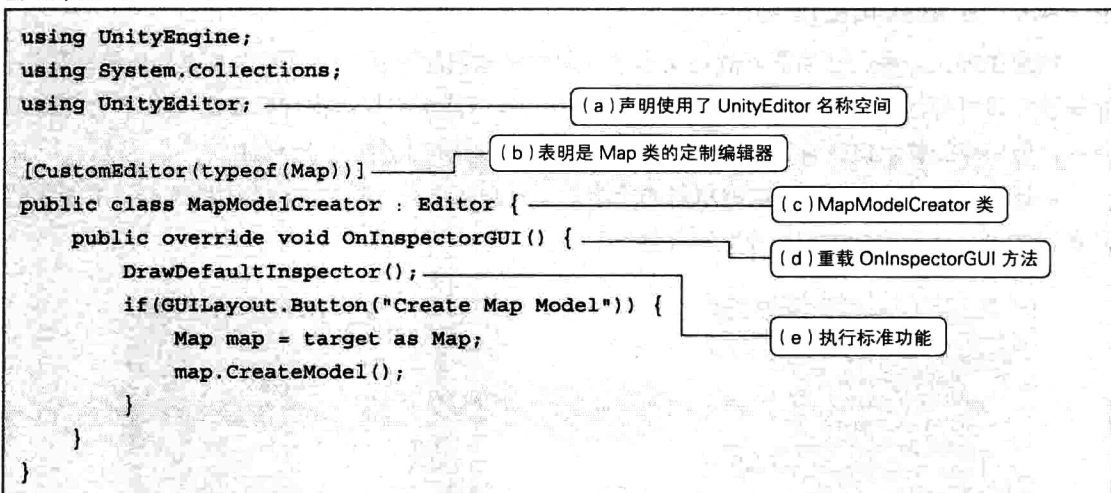 using UnityEngine;
using System.Collections;
using UnityEditor;
(a)声明使用了 UnityEditor 名称空间
(b)表明是 Map 类的定制编辑器
[CustomEditor(typeof(Map))]
public class MapModelCreator : Editor {
(c)MapModelCreator 类
public override void OnInspectorGUI() {
(d)重载 OnInspectorGUI 方法
DrawDefaultInspector();
if(GUILayout.Button("Create Map Model")) {
Map map = target as Map;
(e)执行标准功能
map.CreateModel();
}
}
}